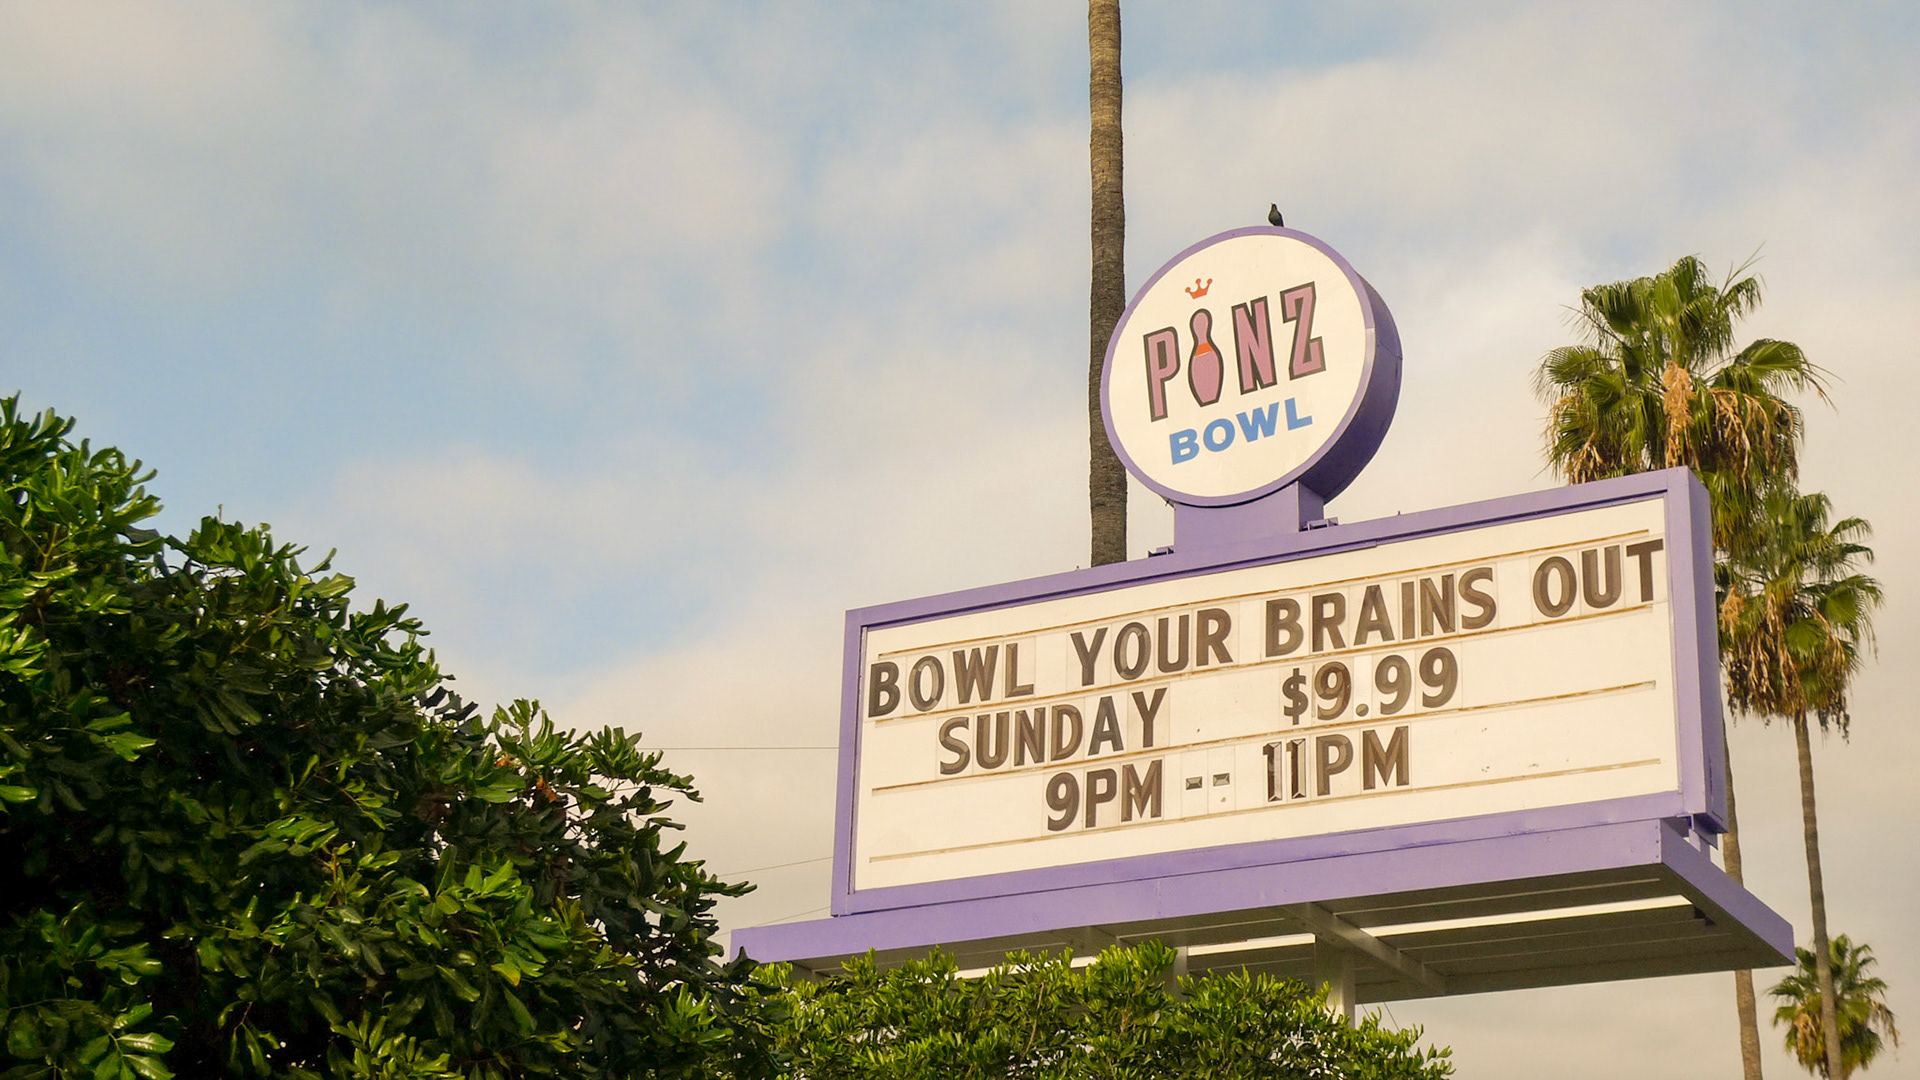 PINZ
BOWL
BOWL YOUR BRAINS OUT
SUNDAY $9.99
9PM -- 11PM